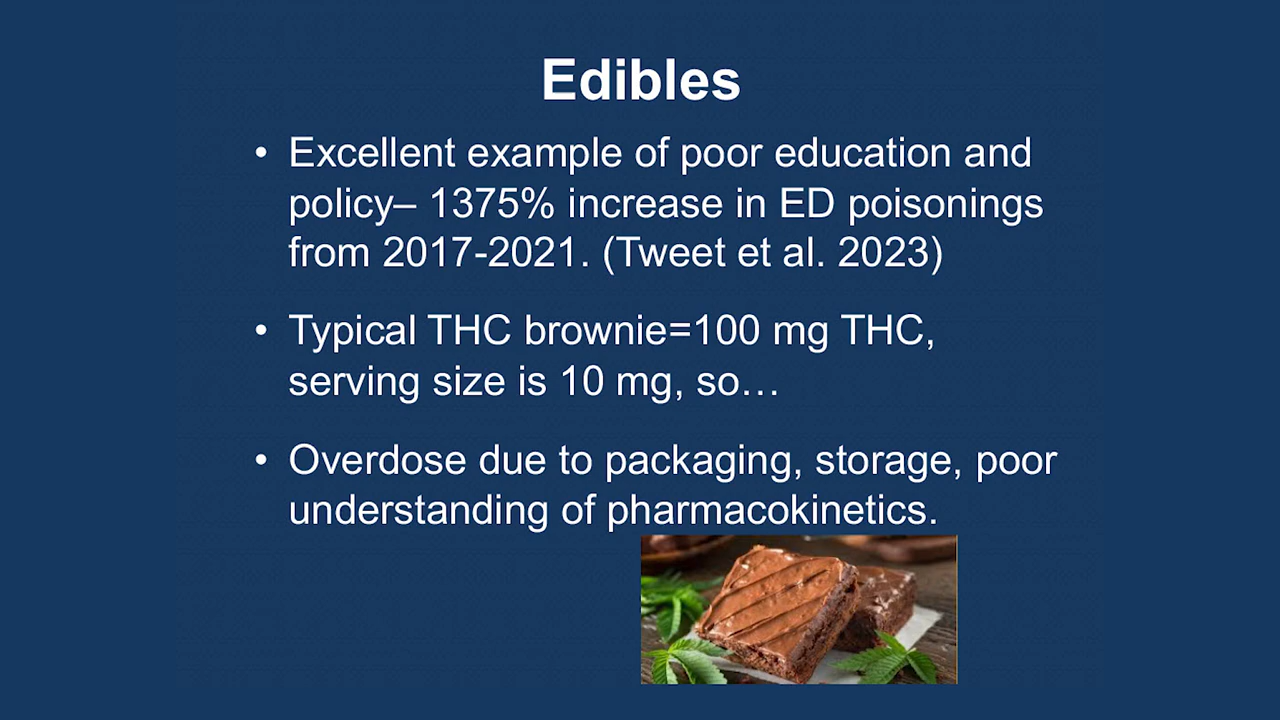 Edibles
• Excellent example of poor education and
policy– 1375% increase in ED poisonings
from 2017-2021. (Tweet et al. 2023)
• Typical THC brownie=100 mg THC,
serving size is 10 mg, so…
• Overdose due to packaging, storage, poor
understanding of pharmacokinetics.